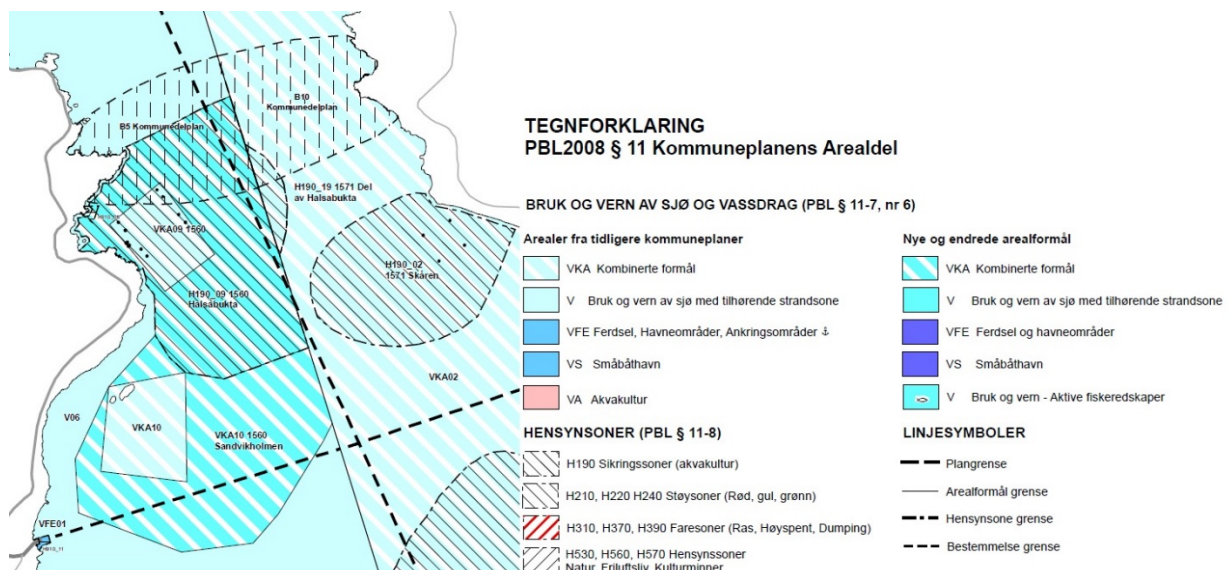 B10
Kommunedelplan
B5 Kommunedelplan
H190_19 1571 Del
av Halsabukta
VKA09 1560
H190_02
1571 Skåren
H190_09 1560
Halsabukta
VKA02
V06
VKA10
VKA10 1560
Sandvikholmen
VFE01
TEGNFORKLARING
PBL2008 § 11 Kommuneplanens Arealdel
BRUK OG VERN AV SJØ OG VASSDRAG (PBL § 11-7, nr 6)
Arealer fra tidligere kommuneplaner
VKA Kombinerte formål
V Bruk og vern av sjø med tilhørende strandsone
VFE Ferdsel, Havneområder, Ankringsområder ⚓
VS Småbåthavn
VA Akvakultur
HENSYNSONER (PBL § 11-8)
H190 Sikringssoner (akvakultur)
H210, H220 H240 Støysoner (Rød, gul, grønn)
H310, H370, H390 Faresoner (Ras, Høyspent, Dumping)
H530, H560, H570 Hensynssoner
Natur, Friluftsliv, Kulturminner
Nye og endrede arealformål
VKA Kombinerte formål
V Bruk og vern av sjø med tilhørende strandsone
VFE Ferdsel og havneområder
VS Småbåthavn
V Bruk og vern - Aktive fiskeredskaper
LINJESYMBOLER
Plangrense
Arealformål grense
Hensynsone grense
Bestemmelse grense